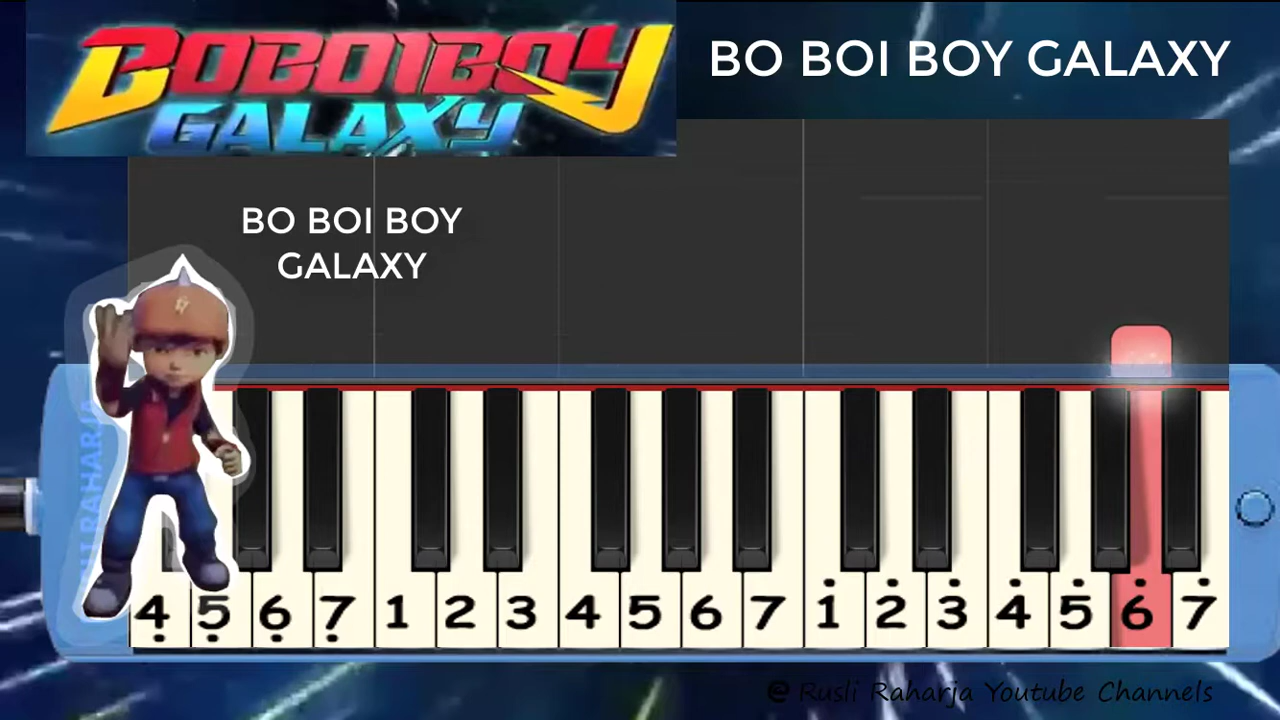 BOBOIBOY
GALAXY
BO BOI BOY GALAXY
BO BOI BOY
GALAXY
RAHARJA
4̣ 5̣ 6̣ 7̣ 1 2 3 4 5 6 7 1̇ 2̇ 3̇ 4̇ 5̇ 6̇ 7̇
@ Rusli Raharja Youtube Channels